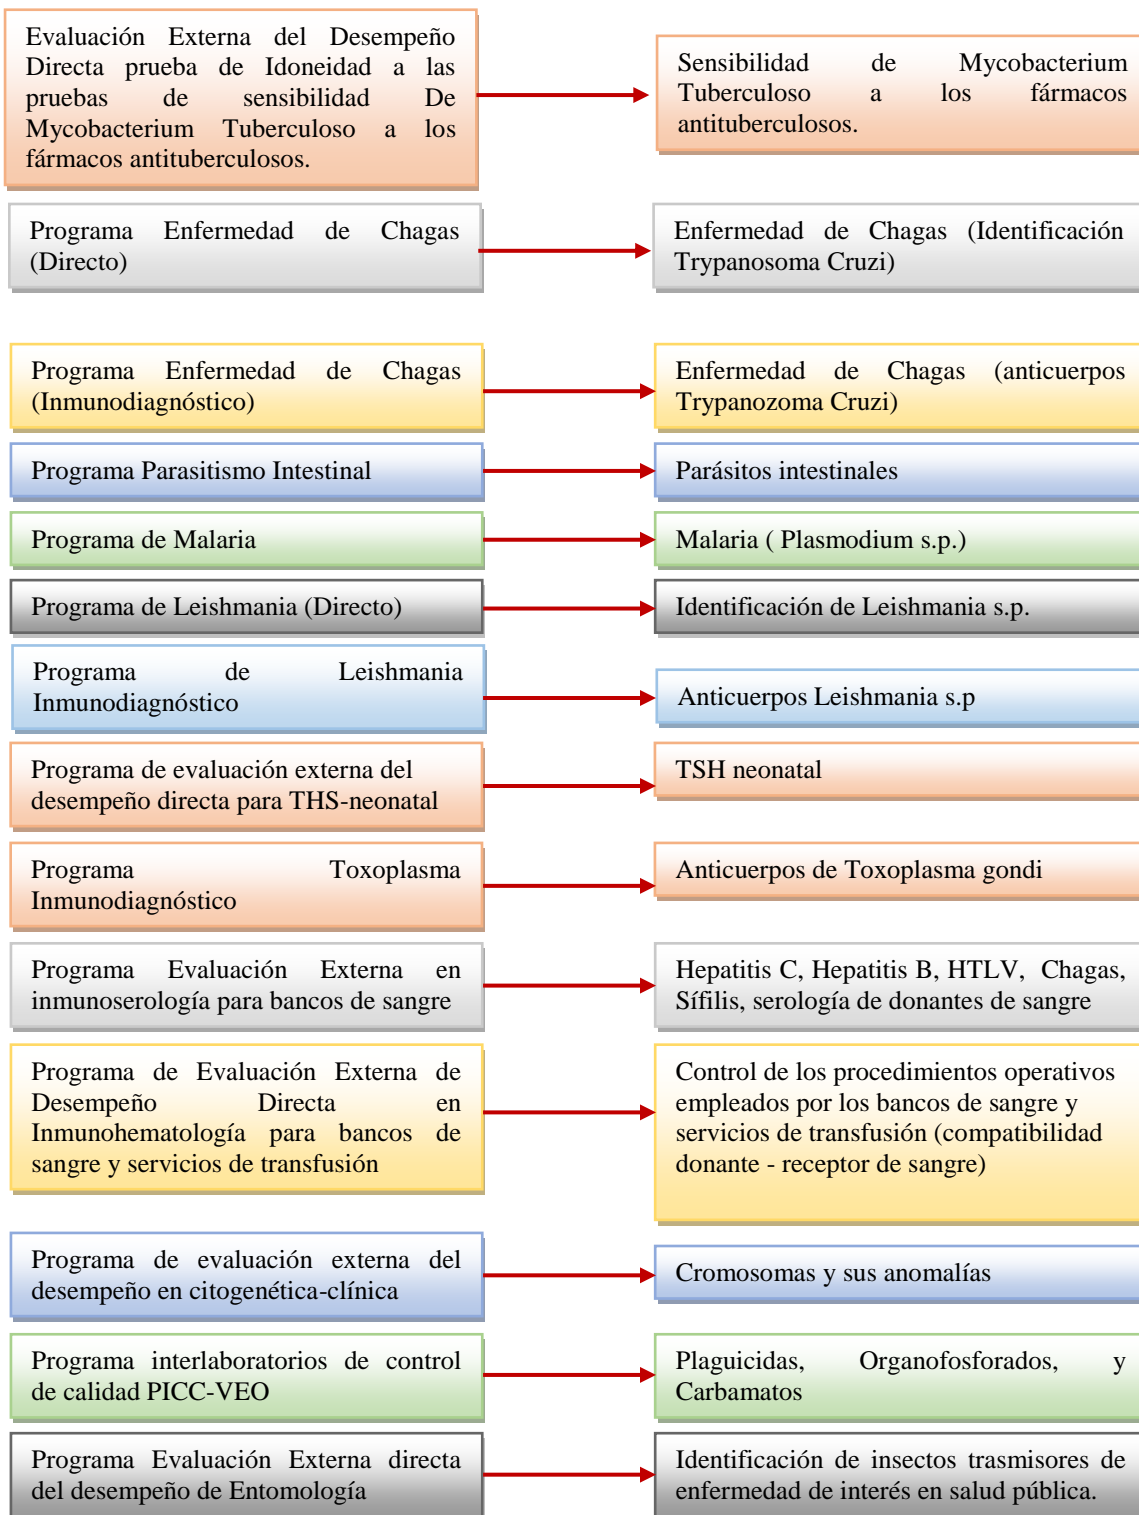 Evaluación Externa del Desempeño
Directa prueba de Idoneidad a las
pruebas de sensibilidad De
Mycobacterium Tuberculoso a los
fármacos antituberculosos.
Sensibilidad de Mycobacterium
Tuberculoso a los fármacos
antituberculosos.
Programa Enfermedad de Chagas
(Directo)
Enfermedad de Chagas (Identificación
Trypanosoma Cruzi)
Programa Enfermedad de Chagas
(Inmunodiagnóstico)
Enfermedad de Chagas (anticuerpos
Trypanozoma Cruzi)
Programa Parasitismo Intestinal
Parásitos intestinales
Programa de Malaria
Malaria ( Plasmodium s.p.)
Programa de Leishmania (Directo)
Identificación de Leishmania s.p.
Programa de Leishmania
Inmunodiagnóstico
Anticuerpos Leishmania s.p
Programa de evaluación externa del
desempeño directa para THS-neonatal
TSH neonatal
Programa Toxoplasma
Inmunodiagnóstico
Anticuerpos de Toxoplasma gondi
Programa Evaluación Externa en
inmunoserología para bancos de sangre
Hepatitis C, Hepatitis B, HTLV, Chagas,
Sífilis, serología de donantes de sangre
Programa de Evaluación Externa de
Desempeño Directa en
Inmunohematología para bancos de
sangre y servicios de transfusión
Control de los procedimientos operativos
empleados por los bancos de sangre y
servicios de transfusión (compatibilidad
donante - receptor de sangre)
Programa de evaluación externa del
desempeño en citogenética-clínica
Cromosomas y sus anomalías
Programa interlaboratorios de control
de calidad PICC-VEO
Plaguicidas, Organofosforados, y
Carbamatos
Programa Evaluación Externa directa
del desempeño de Entomología
Identificación de insectos trasmisores de
enfermedad de interés en salud pública.